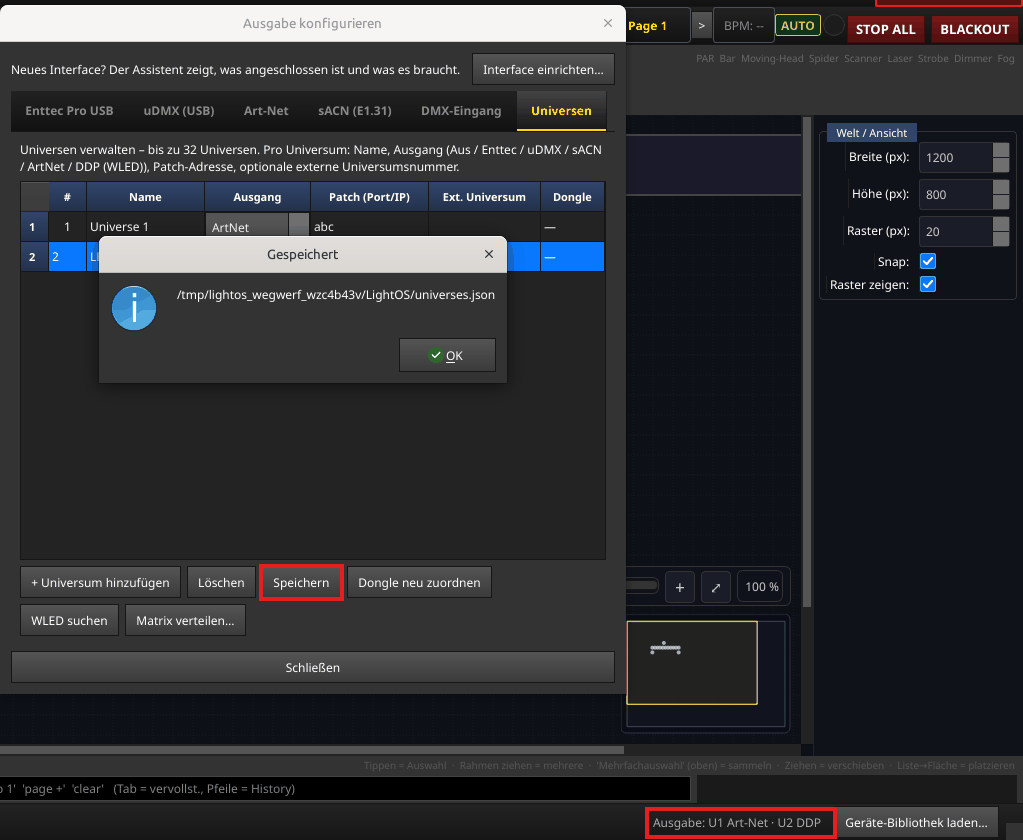 Ausgabe konfigurieren
Page 1
>
BPM: --
AUTO
STOP ALL
BLACKOUT
Neues Interface? Der Assistent zeigt, was angeschlossen ist und was es braucht.
Interface einrichten...
PAR Bar Moving-Head Spider Scanner Laser Strobe Dimmer Fog
Enttec Pro USB
uDMX (USB)
Art-Net
sACN (E1.31)
DMX-Eingang
Universen
Universen verwalten – bis zu 32 Universen. Pro Universum: Name, Ausgang (Aus / Enttec / uDMX / sACN
/ ArtNet / DDP (WLED)), Patch-Adresse, optionale externe Universumsnummer.
# Name Ausgang Patch (Port/IP) Ext. Universum Dongle
1 1 Universe 1 ArtNet abc —
2 2 —
Gespeichert
/tmp/lightos_wegwerf_wzc4b43v/LightOS/universes.json
OK
Welt / Ansicht
Breite (px): 1200
Höhe (px): 800
Raster (px): 20
Snap:
Raster zeigen:
+ Universum hinzufügen
Löschen
Speichern
Dongle neu zuordnen
WLED suchen
Matrix verteilen...
Schließen
+
100 %
Tippen = Auswahl · Rahmen ziehen = mehrere · 'Mehrfachauswahl' (oben) = sammeln · Ziehen = verschieben · Liste→Fläche = platzieren
1' 'page +' 'clear' (Tab = vervollst., Pfeile = History)
Ausgabe: U1 Art-Net · U2 DDP
Geräte-Bibliothek laden...